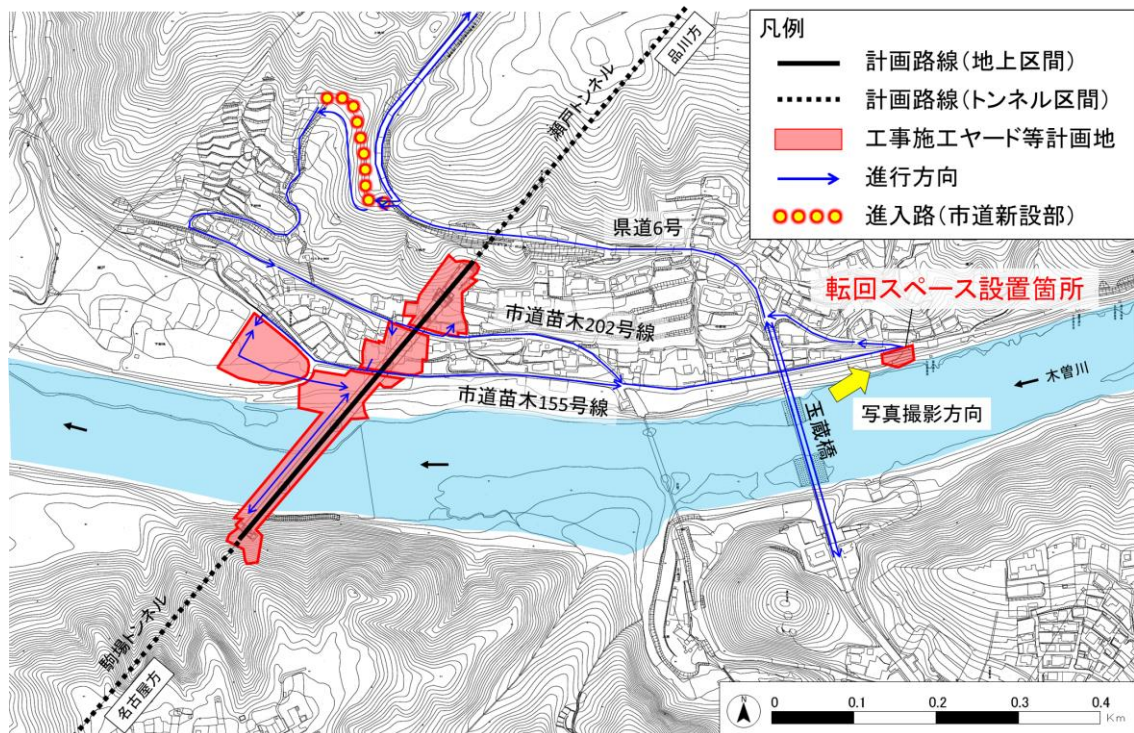 凡例
計画路線(地上区間)
計画路線(トンネル区間)
工事施工ヤード等計画地
進行方向
進入路(市道新設部)
品川方
瀬戸トンネル
県道6号
転回スペース設置箇所
市道苗木202号線
木曽川
市道苗木155号線
玉蔵橋
写真撮影方向
駒場トンネル
名古屋方
N
0 0.1 0.2 0.3 0.4
Km